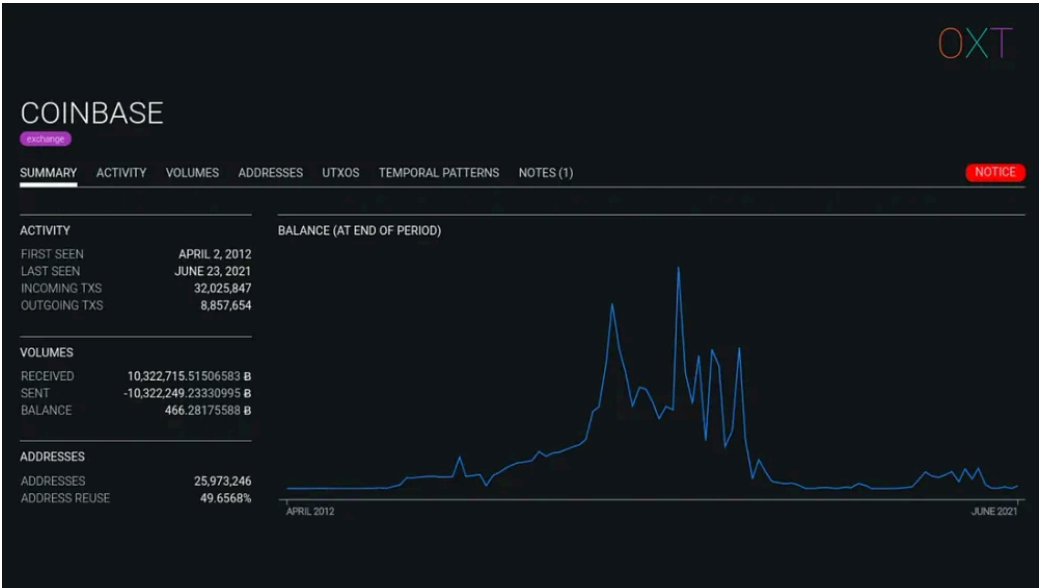 OXT
COINBASE
exchange
SUMMARY ACTIVITY VOLUMES ADDRESSES UTXOS TEMPORAL PATTERNS NOTES (1) NOTICE
ACTIVITY
FIRST SEEN APRIL 2, 2012
LAST SEEN JUNE 23, 2021
INCOMING TXS 32,025,847
OUTGOING TXS 8,857,654
VOLUMES
RECEIVED 10,322,715.51506583 Ƀ
SENT -10,322,249.23330995 Ƀ
BALANCE 466.28175588 Ƀ
ADDRESSES
ADDRESSES 25,973,246
ADDRESS REUSE 49.6568%
BALANCE (AT END OF PERIOD)
APRIL 2012 JUNE 2021